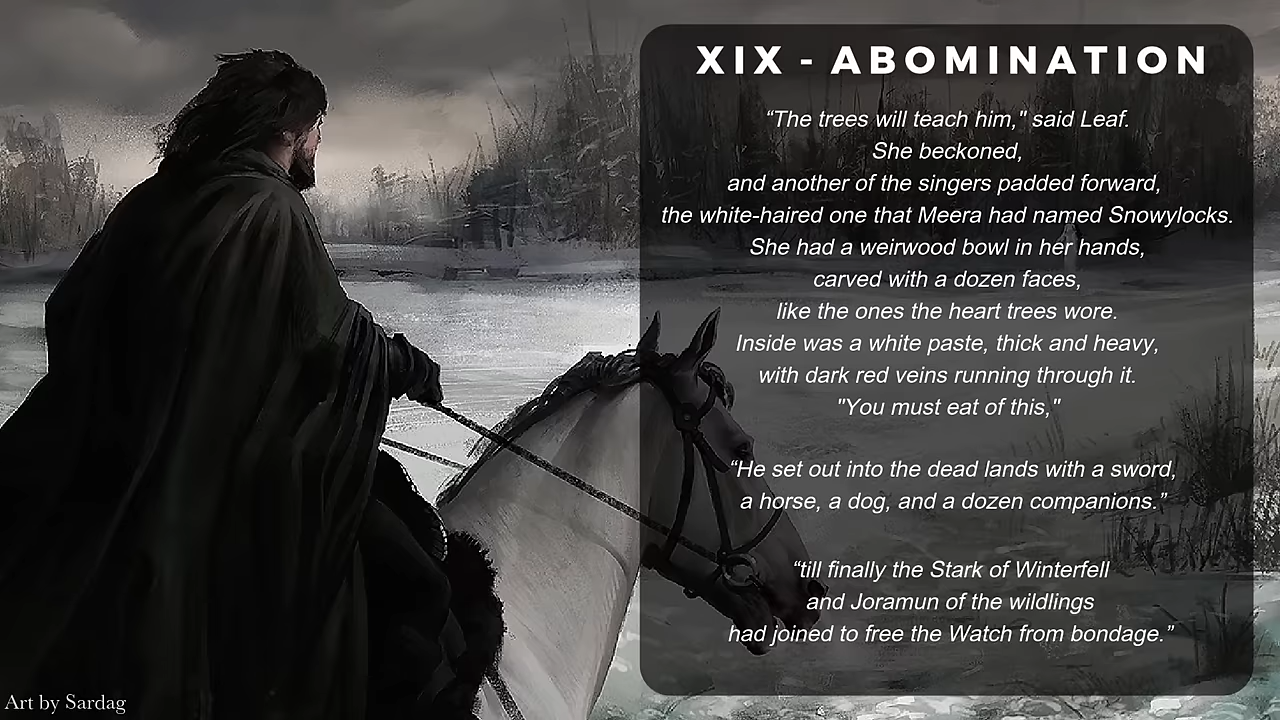 XIX - ABOMINATION
“The trees will teach him," said Leaf.
She beckoned,
and another of the singers padded forward,
the white-haired one that Meera had named Snowylocks.
She had a weirwood bowl in her hands,
carved with a dozen faces,
like the ones the heart trees wore.
Inside was a white paste, thick and heavy,
with dark red veins running through it.
"You must eat of this,"
“He set out into the dead lands with a sword,
a horse, a dog, and a dozen companions.”
“till finally the Stark of Winterfell
and Joramun of the wildlings
had joined to free the Watch from bondage.”
Art by Sardag